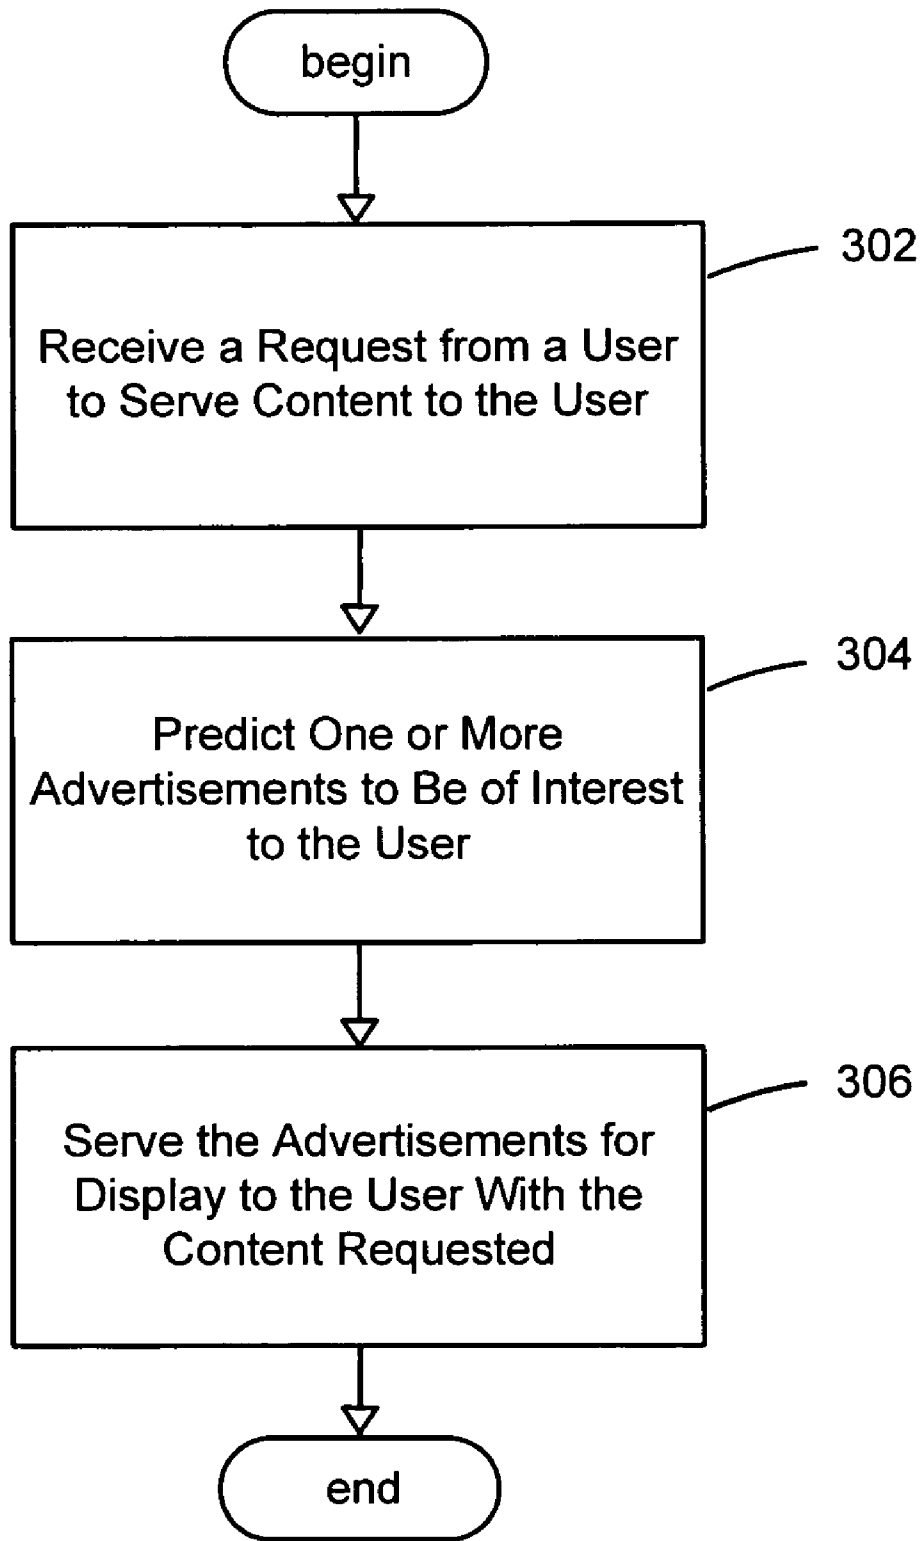 begin
302
Receive a Request from a User
to Serve Content to the User
304
Predict One or More
Advertisements to Be of Interest
to the User
306
Serve the Advertisements for
Display to the User With the
Content Requested
end